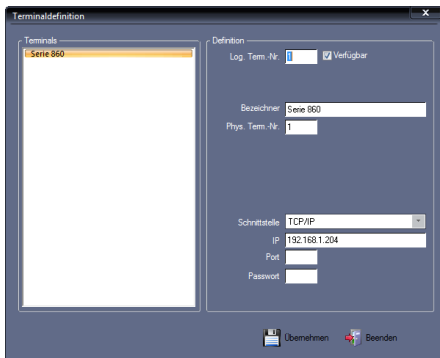 Terminaldefinition
x
Terminals
Serie 860
Definition
Log. Term.-Nr. 1 Verfügbar
Bezeichner Serie 860
Phys. Term.-Nr. 1
Schnittstelle TCP/IP
IP 192.168.1.204
Port
Passwort
Übernehmen Beenden